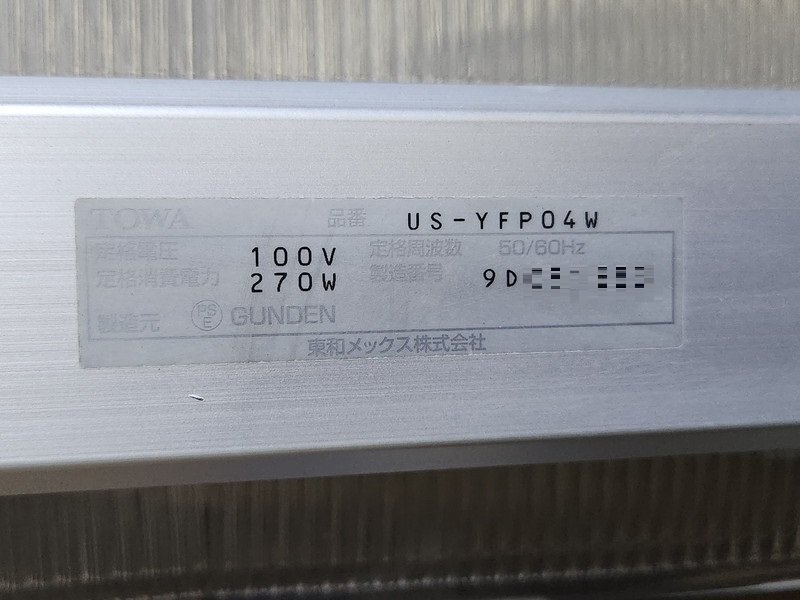 TOWA 品番 US-YFP04W
定格電圧 100V 定格周波数 50/60Hz
定格消費電力 270W 製造番号 9D
製造元 PS E GUNDEN
東和メックス株式会社